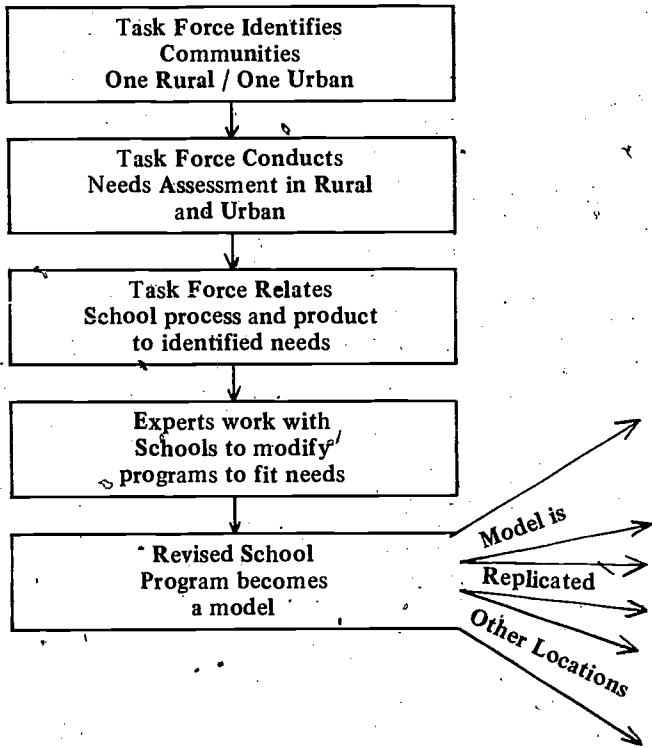 Task Force Identifies
Communities
One Rural / One Urban
Task Force Conducts
Needs Assessment in Rural
and Urban
Task Force Relates
School process and product
to identified needs
Experts work with
Schools to modify
programs to fit needs
Revised School
Program becomes
a model
Model is
Replicated
Other Locations